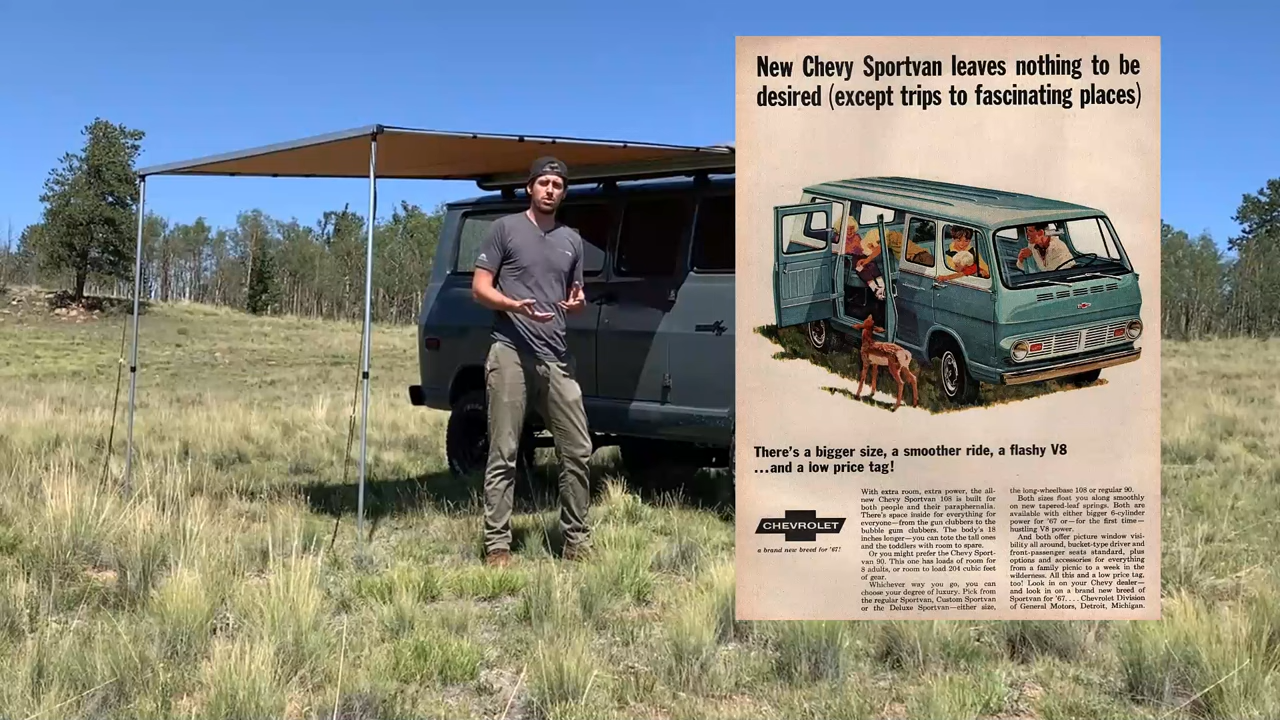 New Chevy Sportvan leaves nothing to be
desired (except trips to fascinating places)
There's a bigger size, a smoother ride, a flashy V8
...and a low price tag!
CHEVROLET
a brand new breed for '67!
With extra room, extra power, the all-
new Chevy Sportvan 108 is built for
both people and their paraphernalia.
There's space inside for everything for
everyone—from the gun clubbers to the
bubble gum clubbers. The body's 18
inches longer—you can tote the tall ones
and the toddlers with room to spare.
Or you might prefer the Chevy Sport-
van 90. This one has loads of room for
8 adults, or room to load 204 cubic feet
of gear.
Whichever way you go, you can
choose your degree of luxury. Pick from
the regular Sportvan, Custom Sportvan
or the Deluxe Sportvan—either size,
the long-wheelbase 108 or regular 90.
Both sizes float you along smoothly
on new tapered-leaf springs. Both are
available with either bigger 6-cylinder
power for '67 or—for the first time—
hustling V8 power.
And both offer picture window visi-
bility all around, bucket-type driver and
front-passenger seats standard, plus
options and accessories for everything
from a family picnic to a week in the
wilderness. All this and a low price tag,
too! Look in on your Chevy dealer—
and look in on a brand new breed of
Sportvan for '67. . . . Chevrolet Division
of General Motors, Detroit, Michigan.